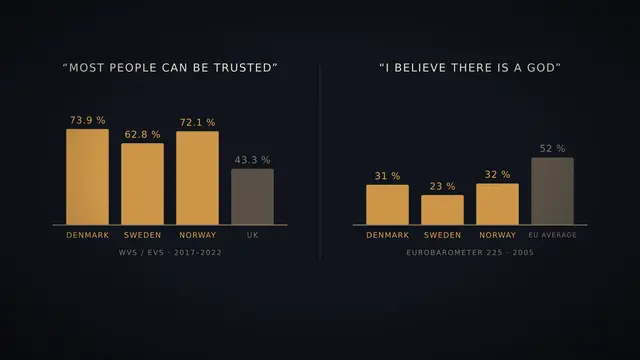 “MOST PEOPLE CAN BE TRUSTED”
73.9 %
62.8 %
72.1 %
43.3 %
DENMARK
SWEDEN
NORWAY
UK
WVS / EVS · 2017–2022
“I BELIEVE THERE IS A GOD”
31 %
23 %
32 %
52 %
DENMARK
SWEDEN
NORWAY
EU AVERAGE
EUROBAROMETER 225 · 2005